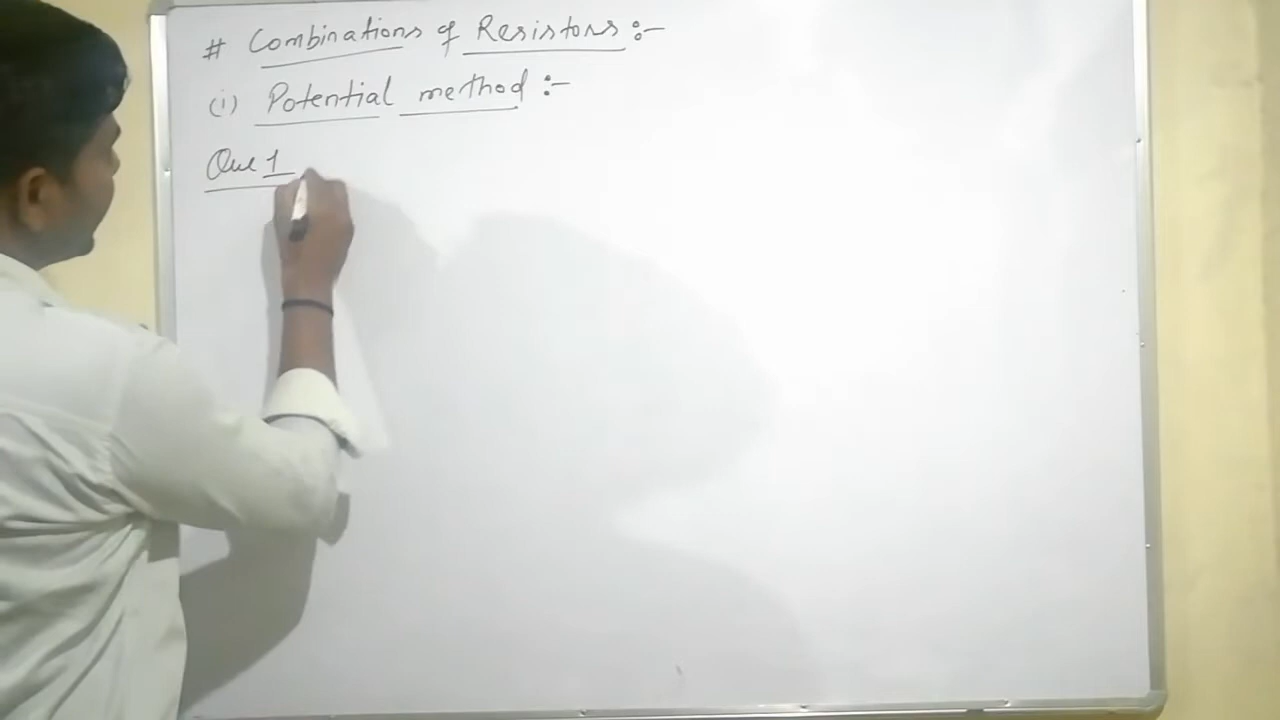 # Combinations of Resistors :-
(i) Potential method :-
Que 1